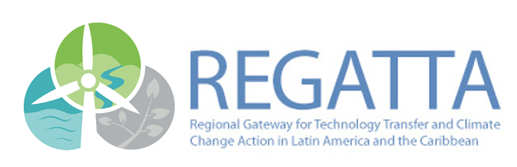 REGATTA
Regional Gateway for Technology Transfer and Climate
Change Action in Latin America and the Caribbean